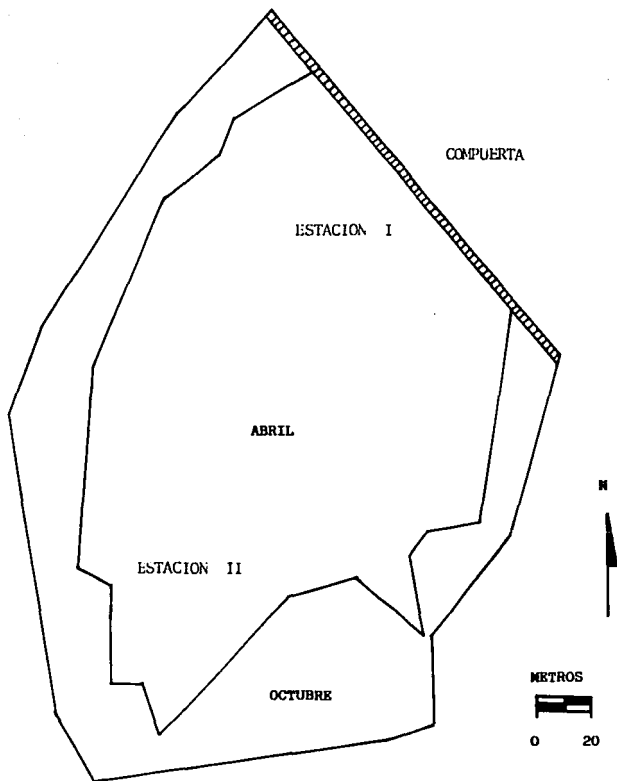 COMPUERTA
ESTACION I
ABRIL
N
ESTACION II
METROS
OCTUBRE
0 20